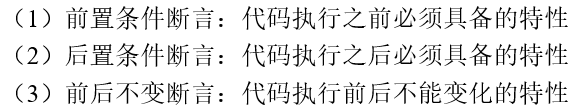 （1）前置条件断言：代码执行之前必须具备的特性
（2）后置条件断言：代码执行之后必须具备的特性
（3）前后不变断言：代码执行前后不能变化的特性